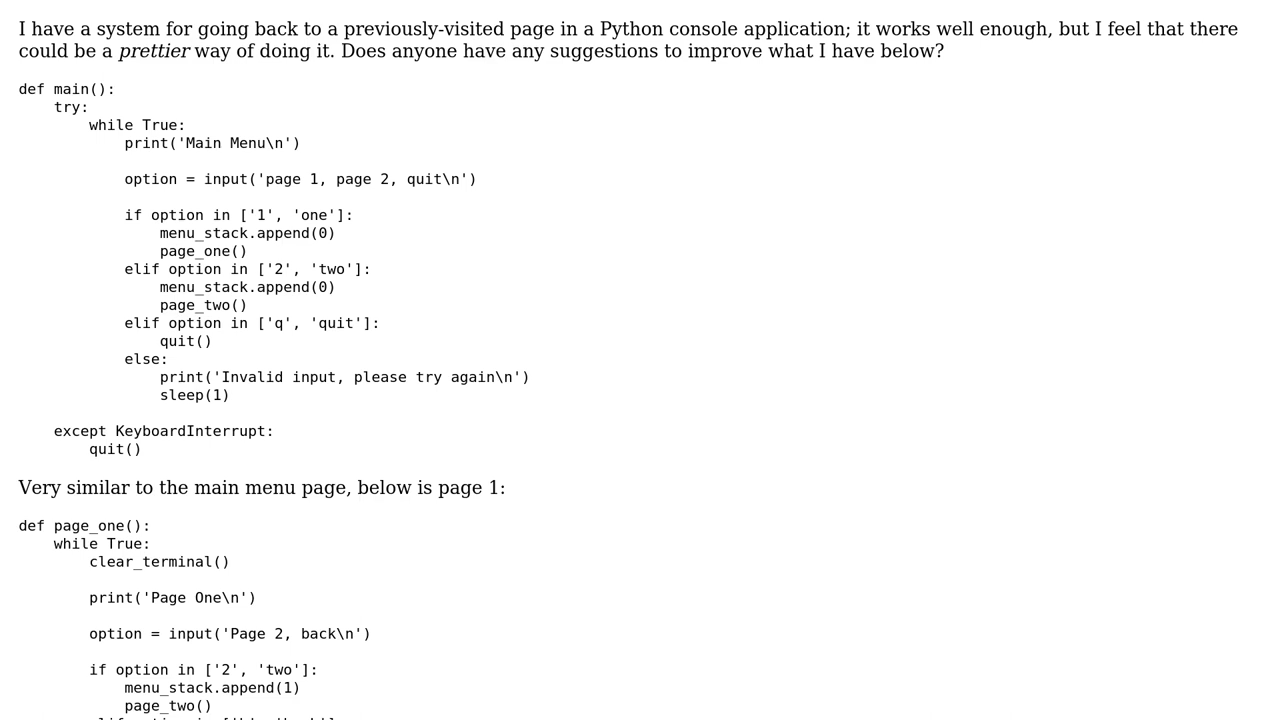 I have a system for going back to a previously-visited page in a Python console application; it works well enough, but I feel that there
could be a prettier way of doing it. Does anyone have any suggestions to improve what I have below?
def main():
    try:
        while True:
            print('Main Menu\n')

            option = input('page 1, page 2, quit\n')

            if option in ['1', 'one']:
                menu_stack.append(0)
                page_one()
            elif option in ['2', 'two']:
                menu_stack.append(0)
                page_two()
            elif option in ['q', 'quit']:
                quit()
            else:
                print('Invalid input, please try again\n')
                sleep(1)

    except KeyboardInterrupt:
        quit()
Very similar to the main menu page, below is page 1:
def page_one():
    while True:
        clear_terminal()

        print('Page One\n')

        option = input('Page 2, back\n')

        if option in ['2', 'two']:
            menu_stack.append(1)
            page_two()